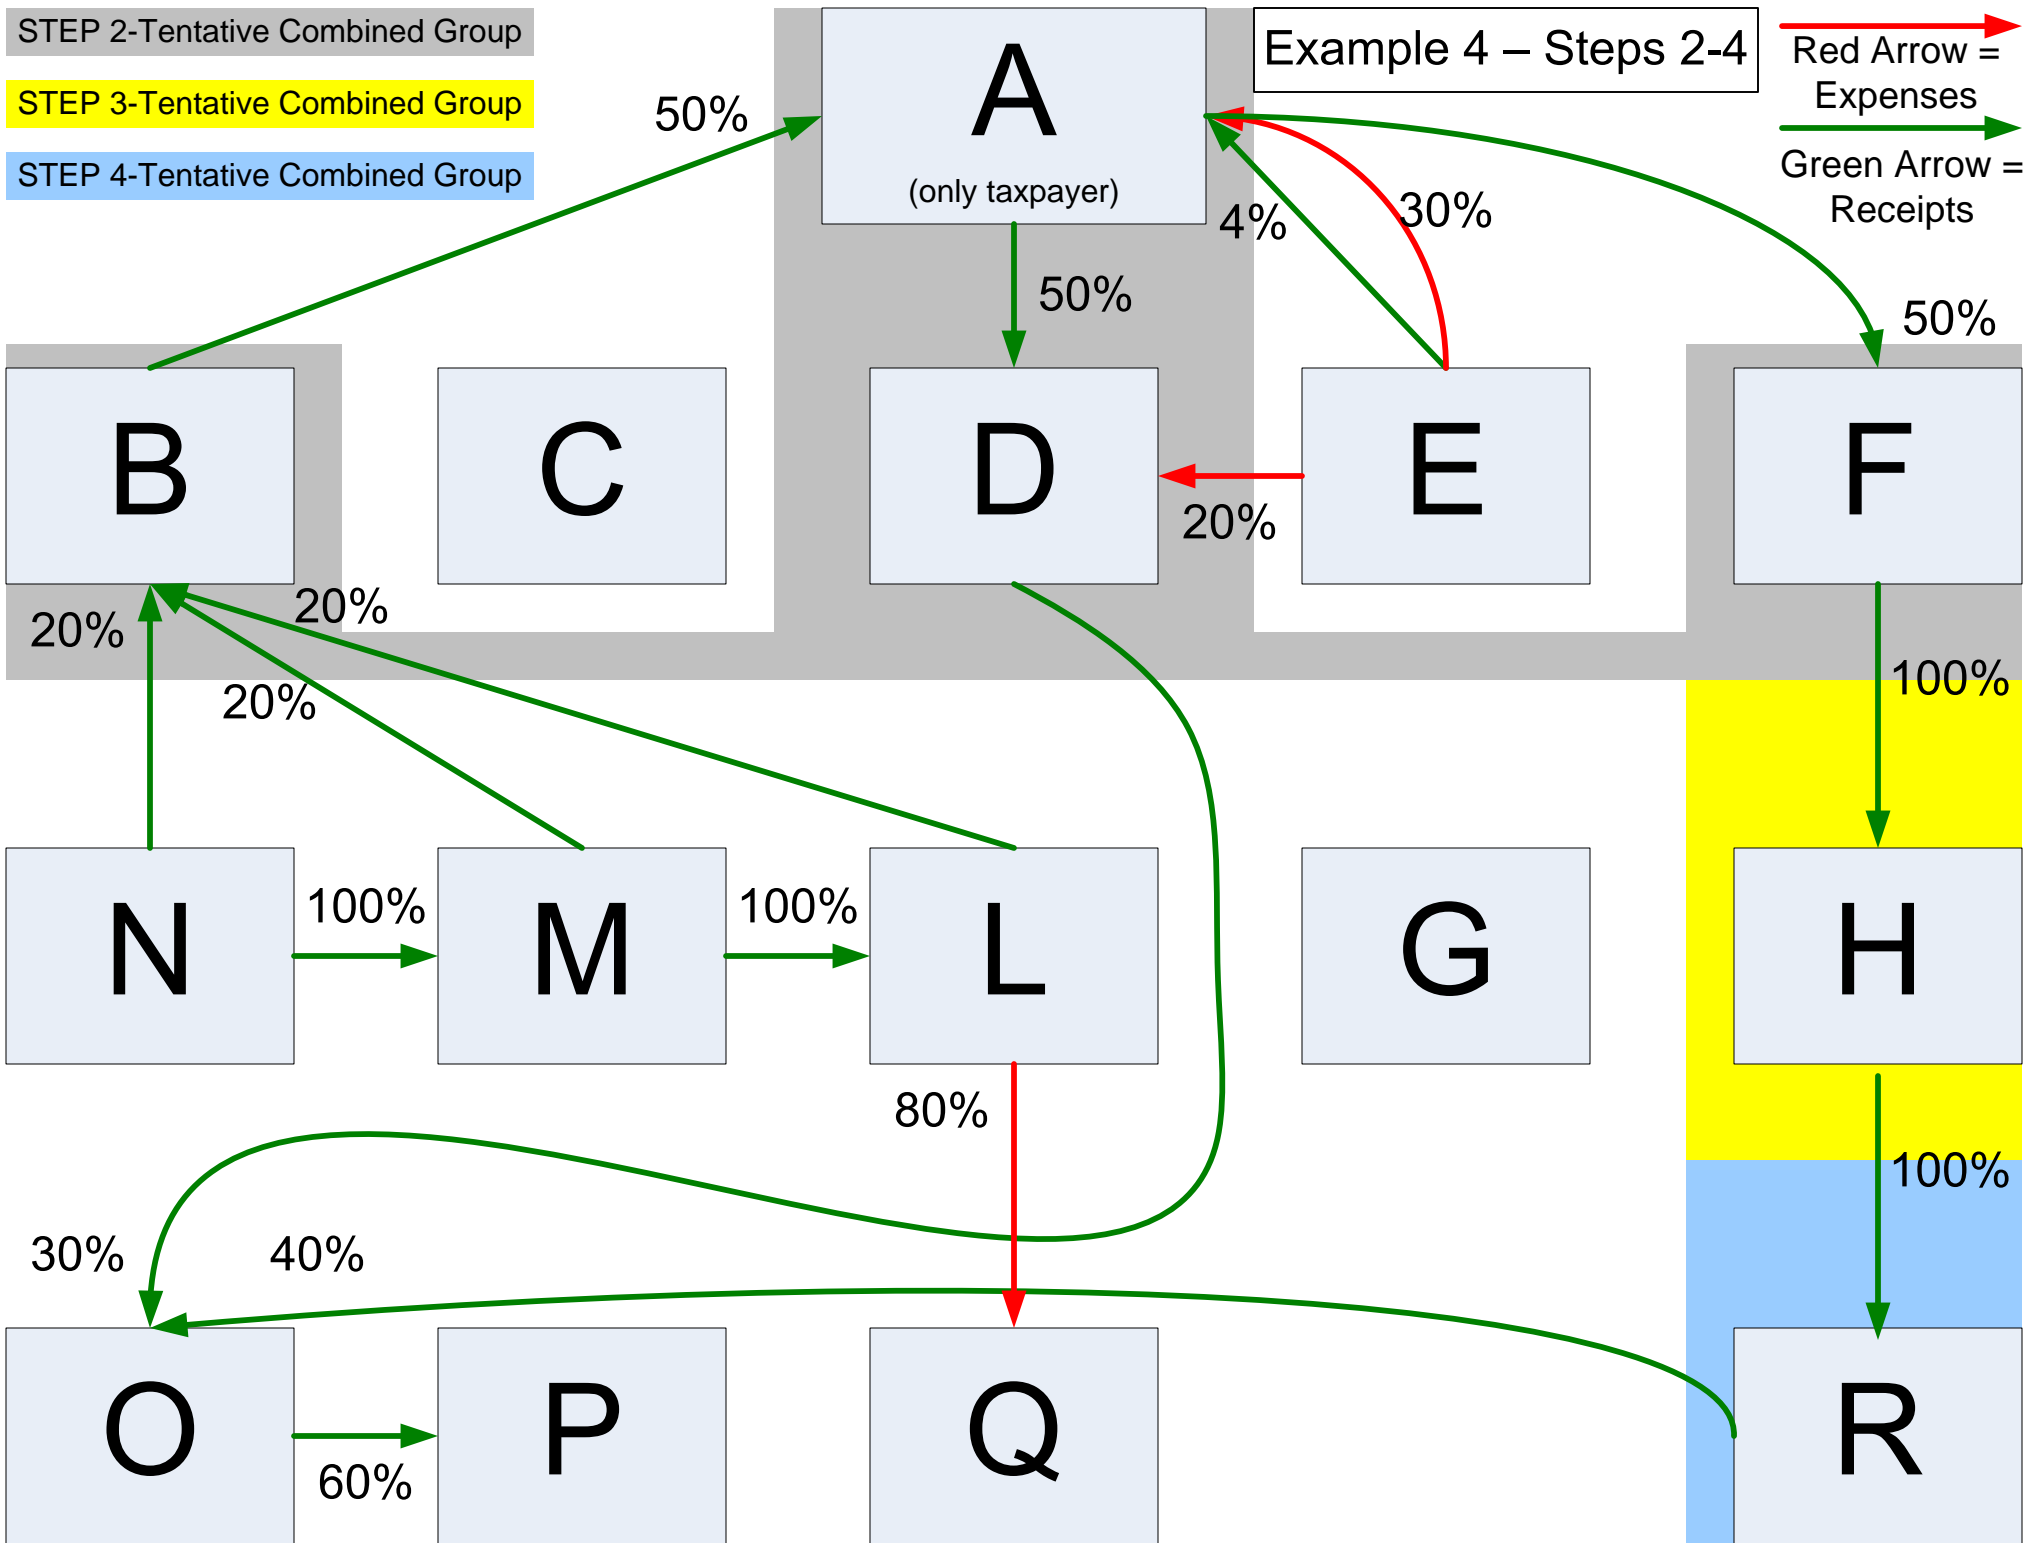 STEP 2-Tentative Combined Group
STEP 3-Tentative Combined Group
STEP 4-Tentative Combined Group
A
(only taxpayer)
Example 4 – Steps 2-4
Red Arrow =
Expenses
Green Arrow =
Receipts
50%
4%
30%
50%
50%
B
C
D
E
F
20%
20%
20%
20%
100%
N
100%
M
100%
L
G
H
80%
100%
30%
40%
O
60%
P
Q
R